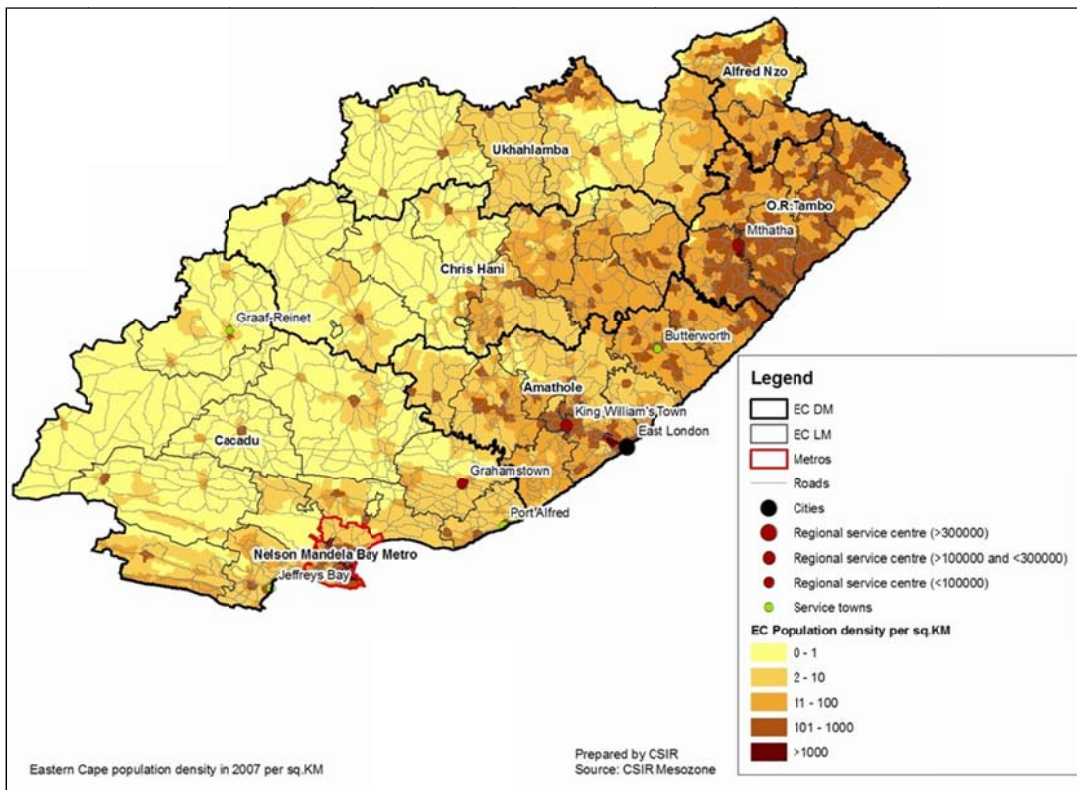 Alfred Nzo
Ukhahlamba
O.R.Tambo
Mthatha
Chris Hani
Graaf-Reinet
Butterworth
Amathole
King William's Town
East London
Cacadu
Grahamstown
Port Alfred
Nelson Mandela Bay Metro
Jeffreys Bay
Legend
EC DM
EC LM
Metros
Roads
Cities
Regional service centre (>300000)
Regional service centre (>100000 and <300000)
Regional service centre (<100000)
Service towns
EC Population density per sq.KM
0 - 1
2 - 10
11 - 100
101 - 1000
>1000
Eastern Cape population density in 2007 per sq.KM
Prepared by CSIR
Source: CSIR Mesozone